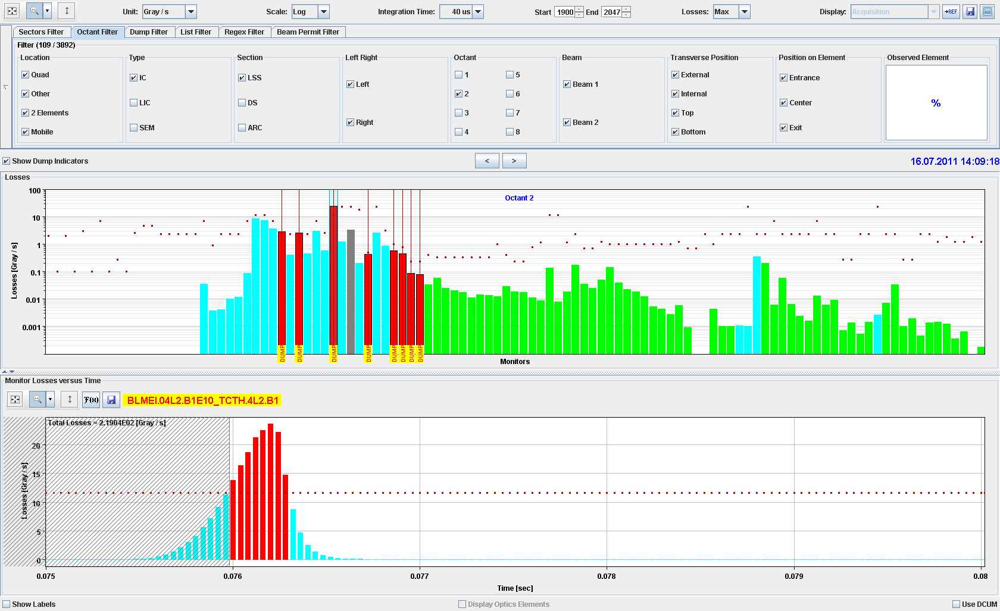 Unit: Gray / s Scale: Log Integration Time: 40 us Start 1900 End 2047 Losses: Max Display: Acquisition →REF
Sectors Filter Octant Filter Dump Filter List Filter Regex Filter Beam Permit Filter
Filter (109 / 3892)
Location Type Section Left Right Octant Beam Transverse Position Position on Element Observed Element
Quad IC LSS Left 1 5 Beam 1 External Entrance
Other LIC DS Right 2 6 Beam 2 Internal Center %
2 Elements SEM ARC 3 7 Top Exit
Mobile 4 8 Bottom
Show Dump Indicators < > 16.07.2011 14:09:18
Losses
Octant 2
100
10
1
0.1
0.01
0.001
Losses [Gray / s]
DUMP DUMP DUMP DUMP DUMP DUMP DUMP DUMP
Monitors
Monitor Losses versus Time
F(x) BLMEI.04L2.B1E10_TCTH.4L2.B1
Total Losses = 2.1904E02 [Gray / s]
20
15
10
5
0
Losses [Gray / s]
0.075 0.076 0.077 0.078 0.079 0.08
Time [sec]
Show Labels Display Optics Elements Use DCUM